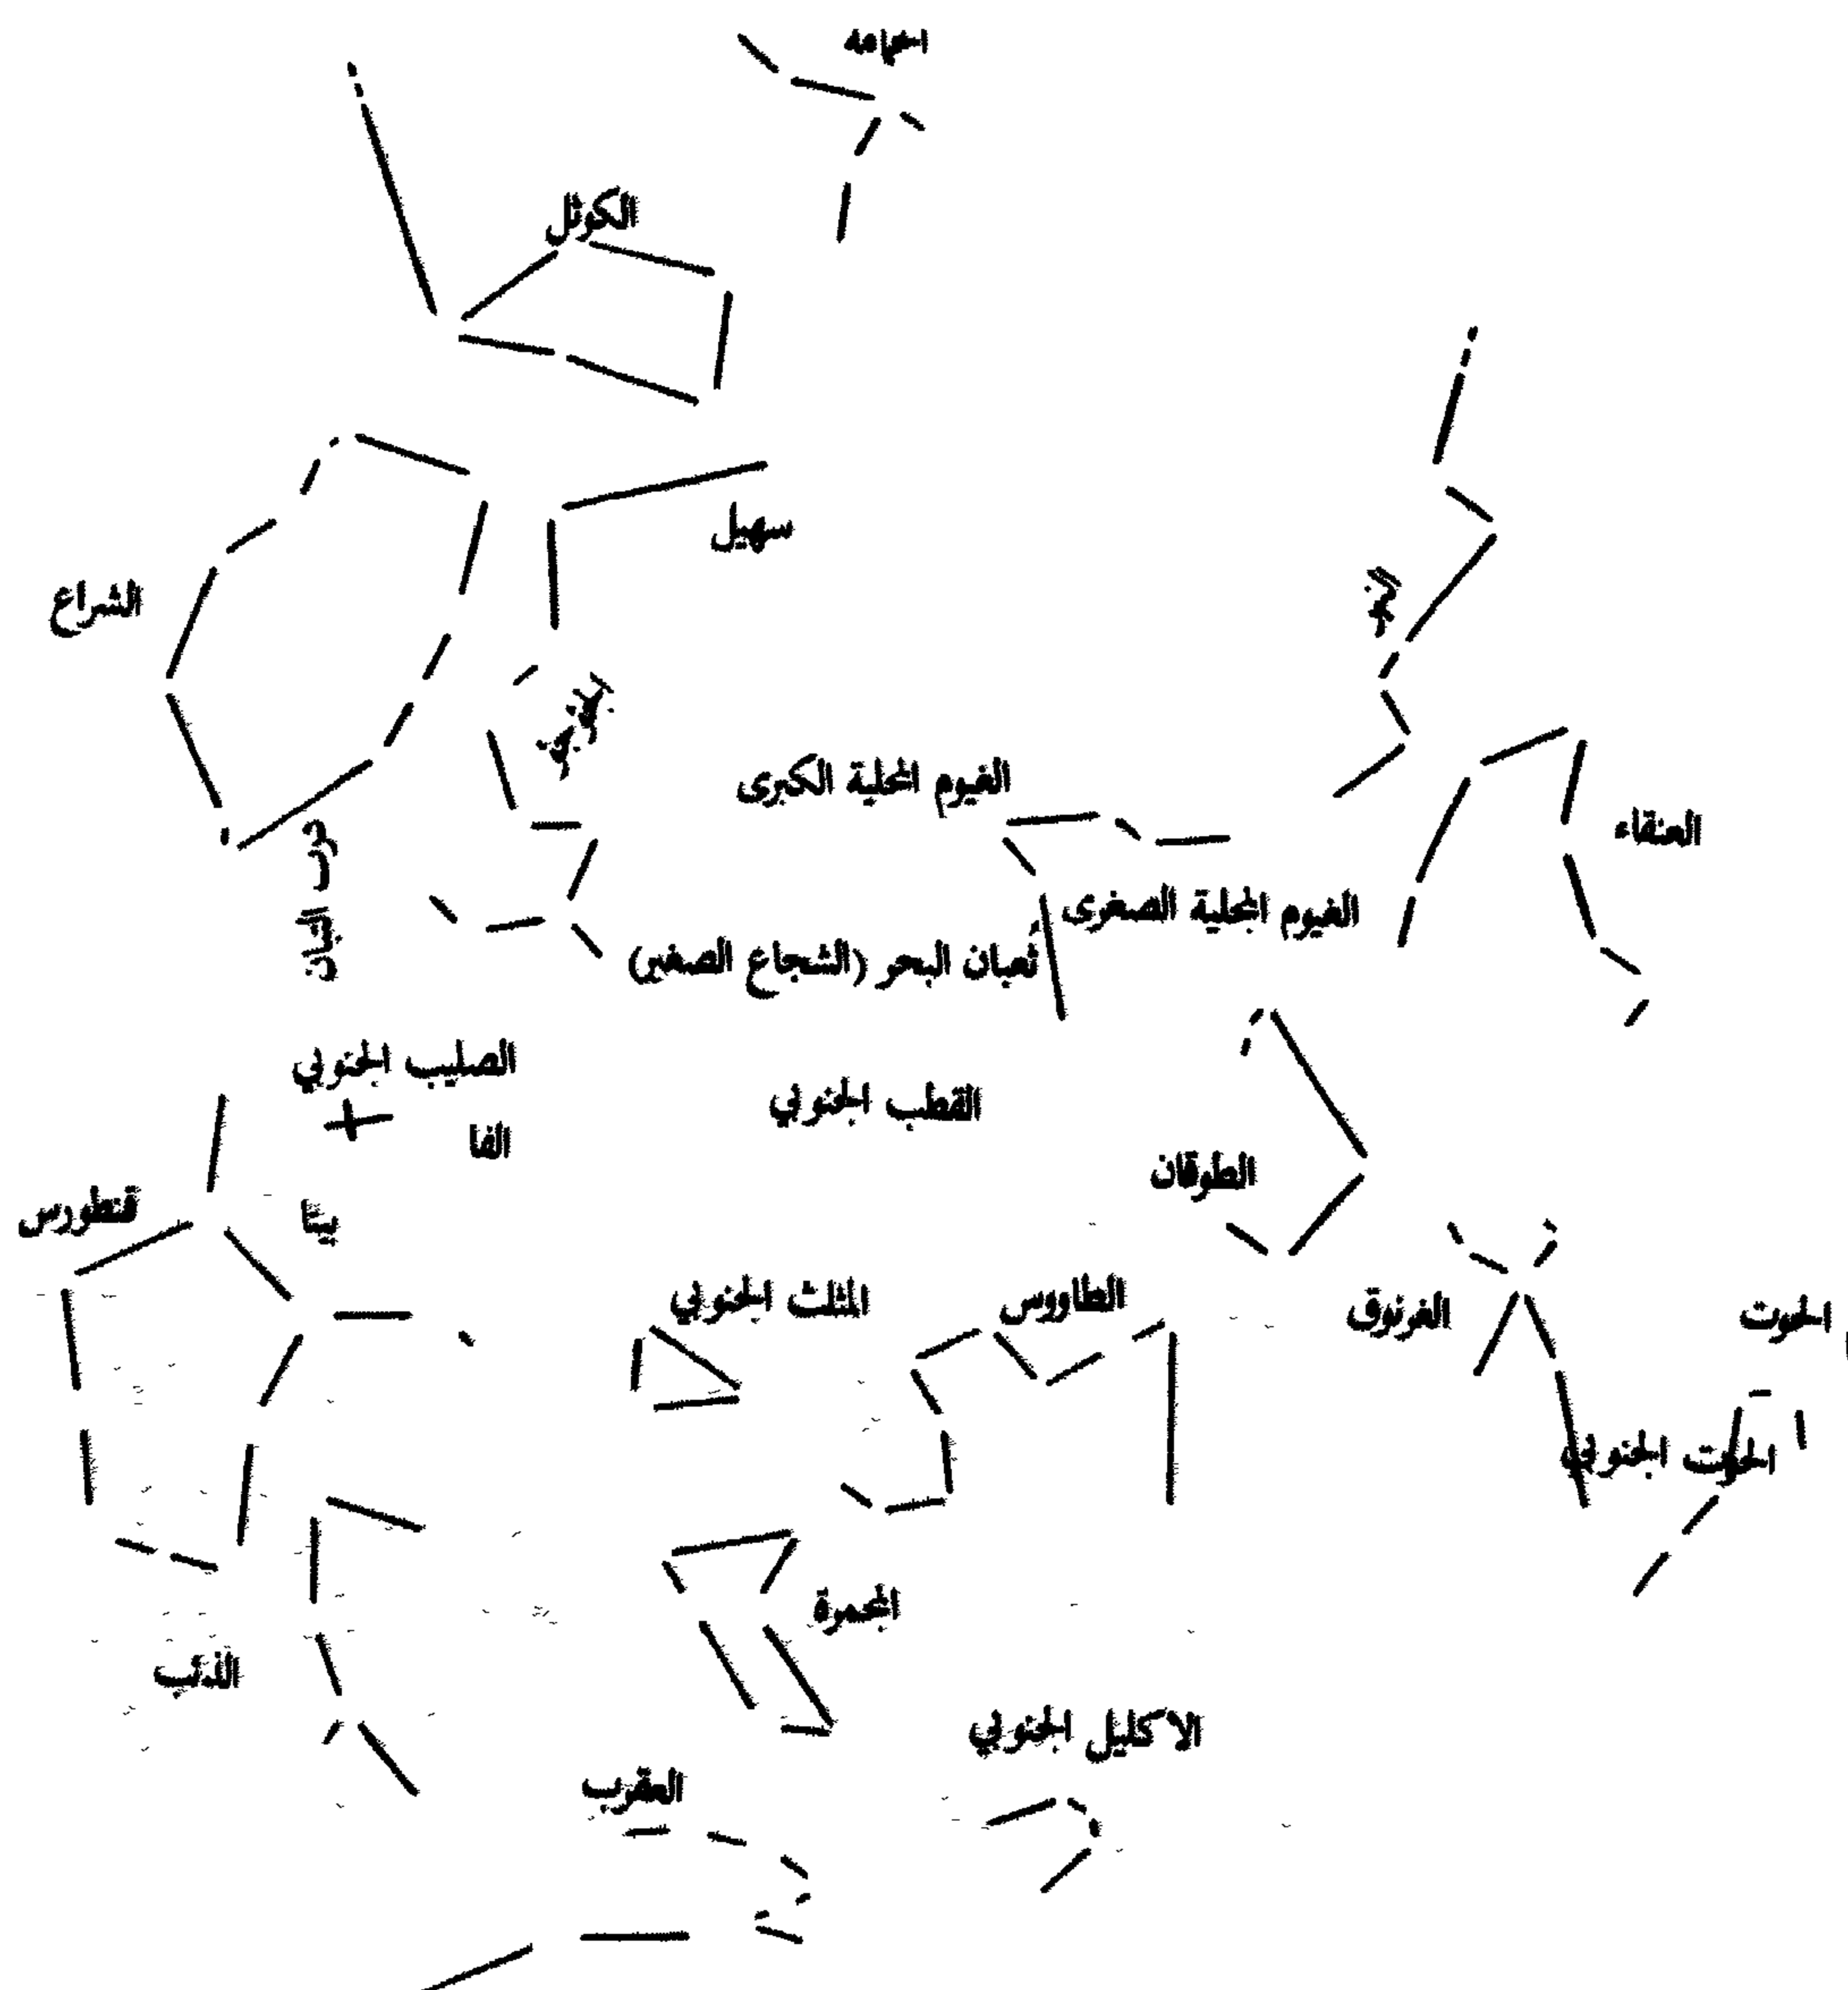 الحمامة
الكوثل
سهيل
الشراع
الغيوم المجلية الكبرى
العنقاء
الغيوم المجلية الصغرى
ثعبان البحر (الشجاع الصغير)
الصليب الجنوبي
القطب الجنوبي
الفا
الطوقان
قنطورس
بيتا
المثلث الجنوبي
الطاووس
الغرنوق
الحوت
الحوت الجنوبي
المجمرة
الذئب
الاكليل الجنوبي
العقرب